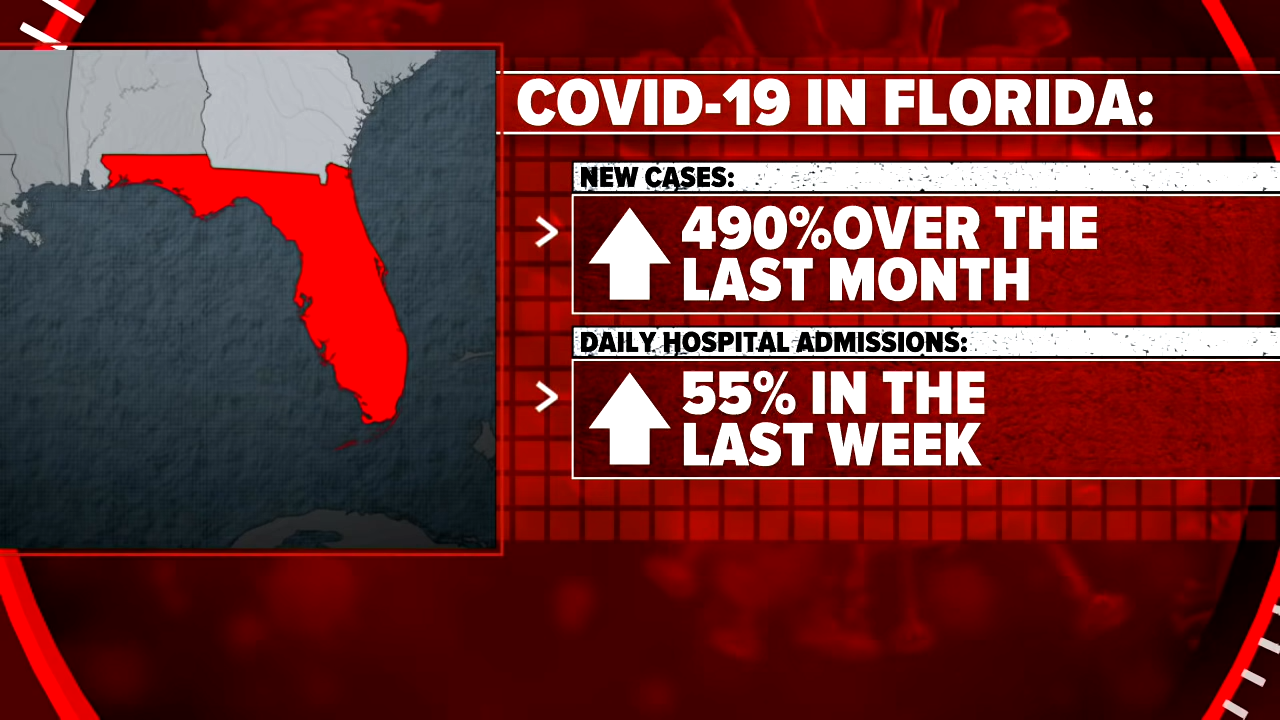 COVID-19 IN FLORIDA:
NEW CASES:
490%OVER THE
LAST MONTH
DAILY HOSPITAL ADMISSIONS:
55% IN THE
LAST WEEK